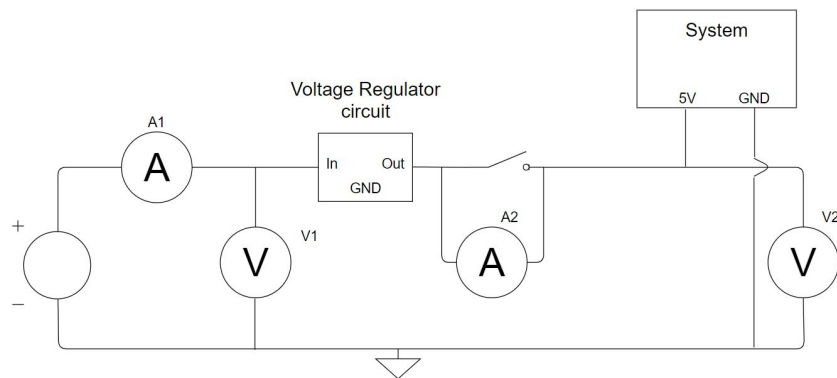 System
5V GND
Voltage Regulator
circuit
A1
A
In Out
GND
+
−
V
V1
A2
A
V2
V